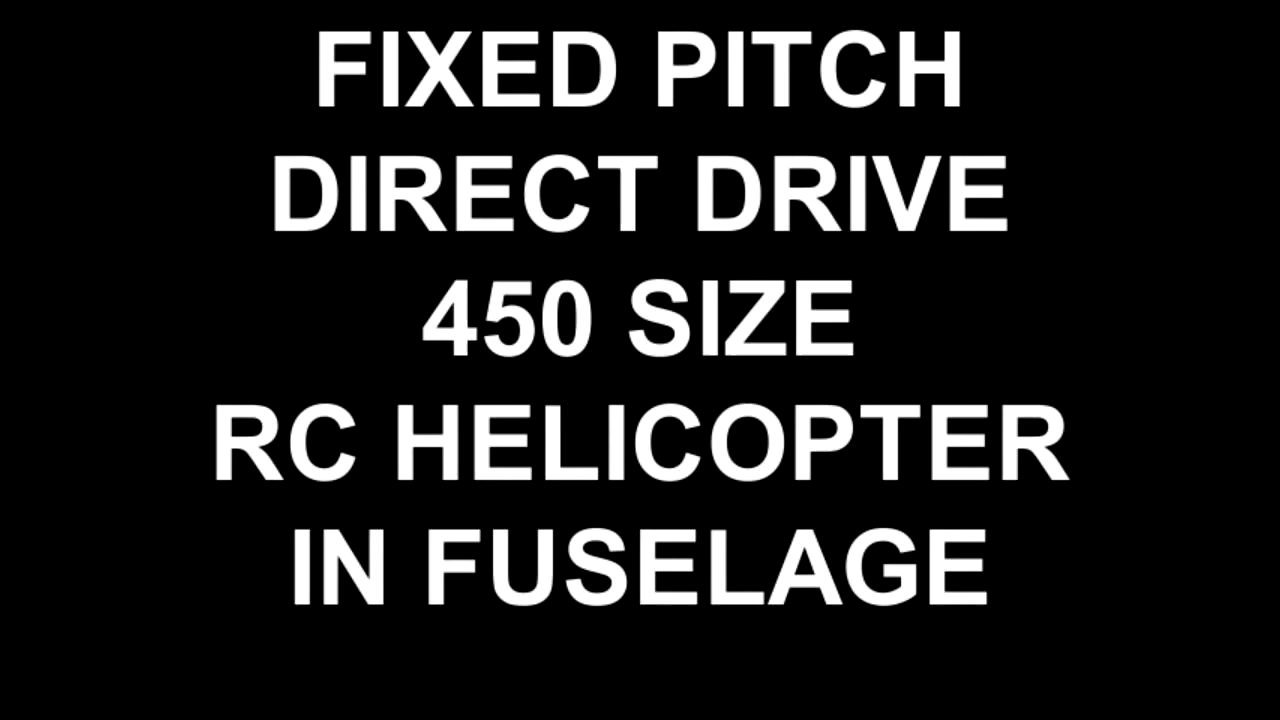 FIXED PITCH
DIRECT DRIVE
450 SIZE
RC HELICOPTER
IN FUSELAGE